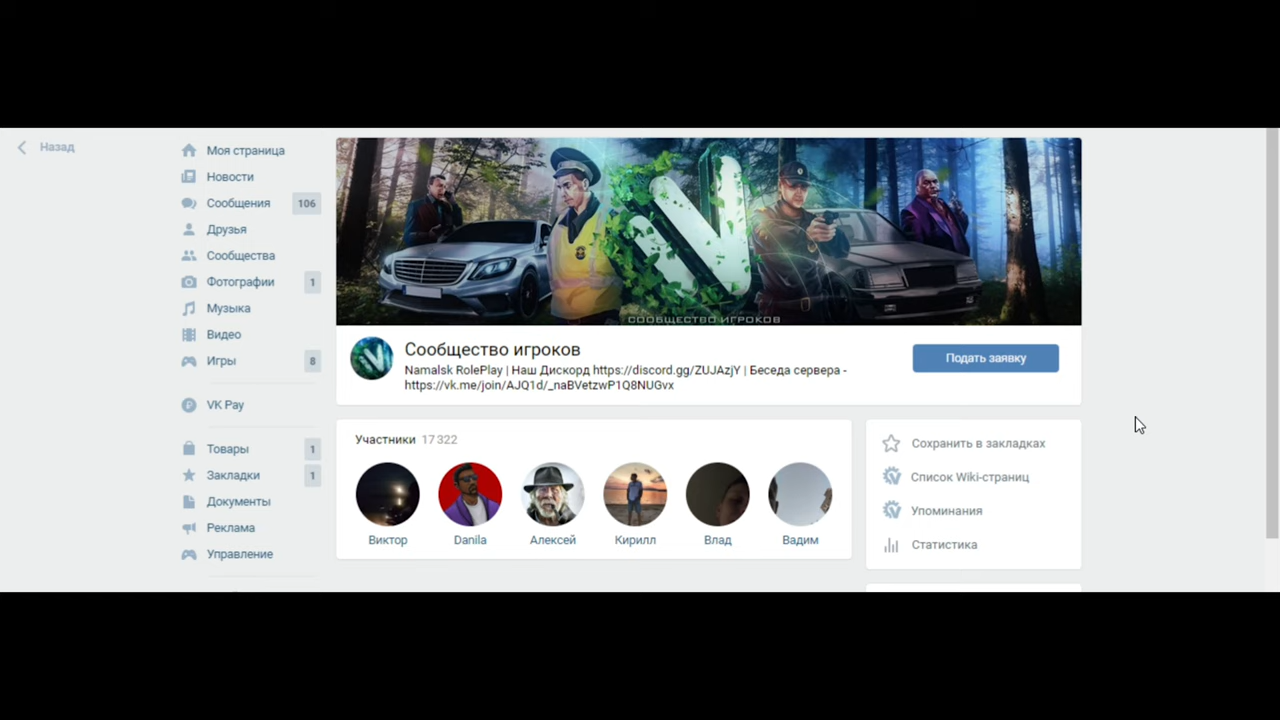 Назад
Моя страница
Новости
Сообщения 106
Друзья
Сообщества
Фотографии 1
Музыка
Видео
Игры 8
VK Pay
Товары 1
Закладки 1
Документы
Реклама
Управление
СООБЩЕСТВО ИГРОКОВ
Сообщество игроков
Namalsk RolePlay | Наш Дискорд https://discord.gg/ZUJAzjY | Беседа сервера -
https://vk.me/join/AJQ1d/_naBVetzwP1Q8NUGvx
Подать заявку
Участники 17 322
Виктор
Danila
Алексей
Кирилл
Влад
Вадим
Сохранить в закладках
Список Wiki-страниц
Упоминания
Статистика